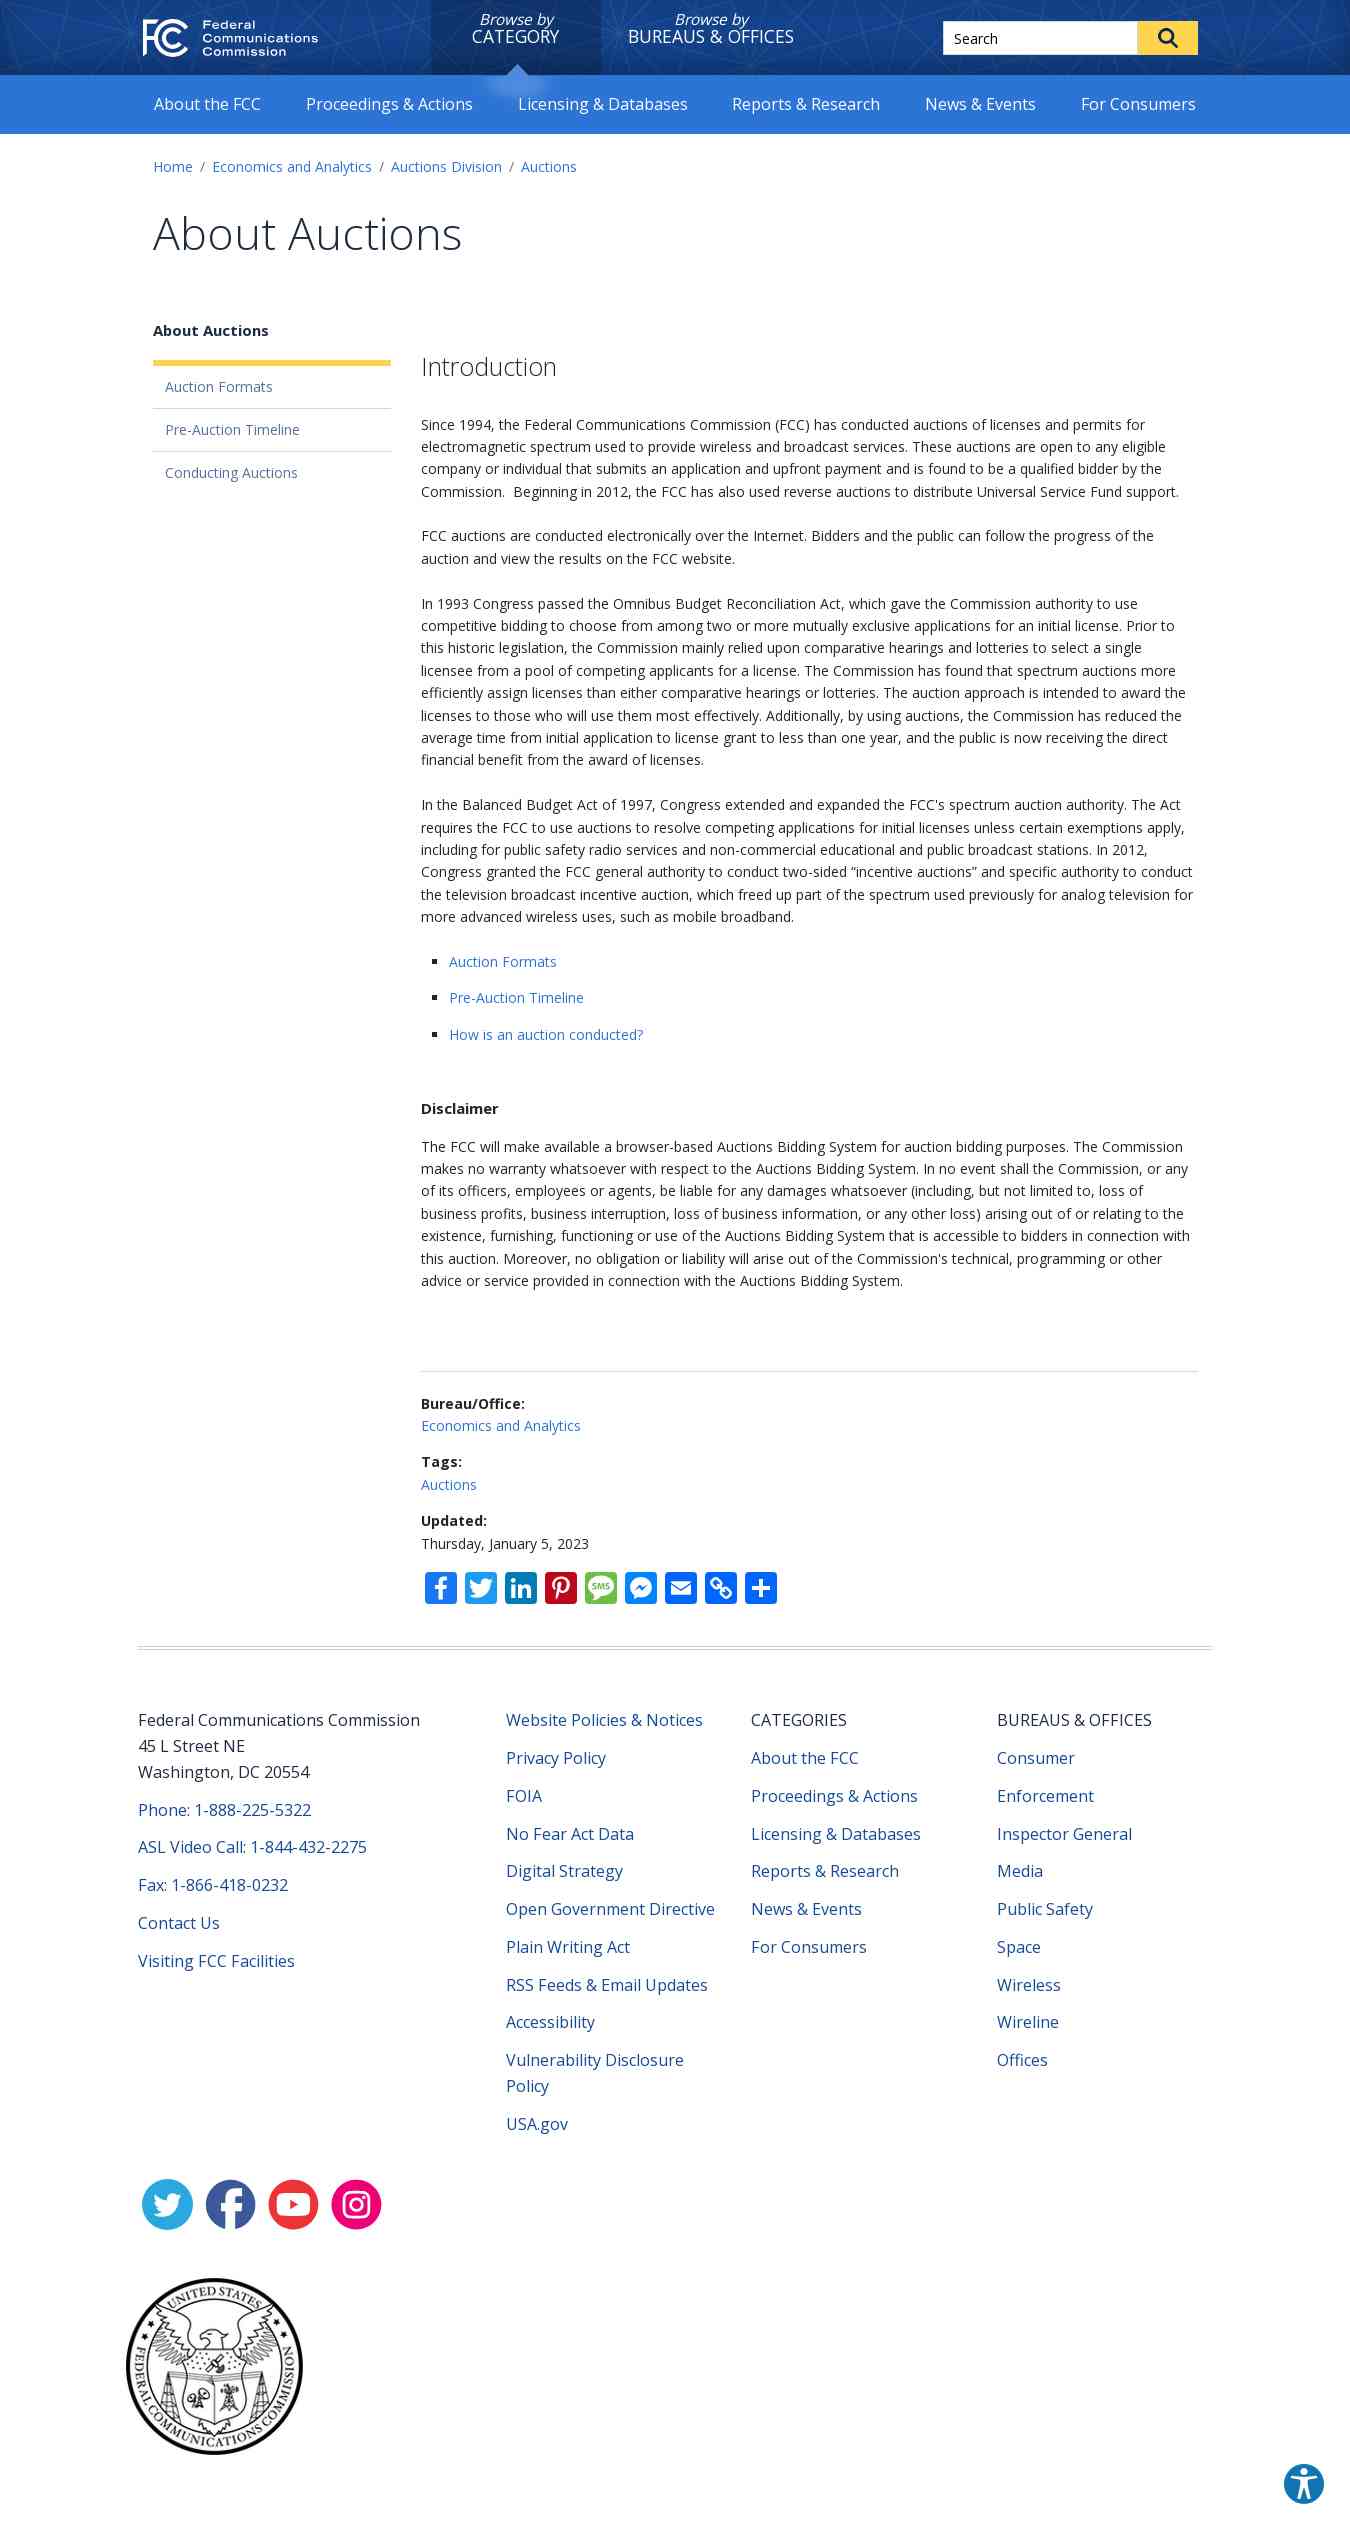 Federal
Communications
Commission
Browse by
CATEGORY
Browse by
BUREAUS & OFFICES
Search
About the FCC
Proceedings & Actions
Licensing & Databases
Reports & Research
News & Events
For Consumers
Home / Economics and Analytics / Auctions Division / Auctions
About Auctions
About Auctions
Auction Formats
Pre-Auction Timeline
Conducting Auctions
Introduction
Since 1994, the Federal Communications Commission (FCC) has conducted auctions of licenses and permits for
electromagnetic spectrum used to provide wireless and broadcast services. These auctions are open to any eligible
company or individual that submits an application and upfront payment and is found to be a qualified bidder by the
Commission.  Beginning in 2012, the FCC has also used reverse auctions to distribute Universal Service Fund support.
FCC auctions are conducted electronically over the Internet. Bidders and the public can follow the progress of the
auction and view the results on the FCC website.
In 1993 Congress passed the Omnibus Budget Reconciliation Act, which gave the Commission authority to use
competitive bidding to choose from among two or more mutually exclusive applications for an initial license. Prior to
this historic legislation, the Commission mainly relied upon comparative hearings and lotteries to select a single
licensee from a pool of competing applicants for a license. The Commission has found that spectrum auctions more
efficiently assign licenses than either comparative hearings or lotteries. The auction approach is intended to award the
licenses to those who will use them most effectively. Additionally, by using auctions, the Commission has reduced the
average time from initial application to license grant to less than one year, and the public is now receiving the direct
financial benefit from the award of licenses.
In the Balanced Budget Act of 1997, Congress extended and expanded the FCC's spectrum auction authority. The Act
requires the FCC to use auctions to resolve competing applications for initial licenses unless certain exemptions apply,
including for public safety radio services and non-commercial educational and public broadcast stations. In 2012,
Congress granted the FCC general authority to conduct two-sided “incentive auctions” and specific authority to conduct
the television broadcast incentive auction, which freed up part of the spectrum used previously for analog television for
more advanced wireless uses, such as mobile broadband.
Auction Formats
Pre-Auction Timeline
How is an auction conducted?
Disclaimer
The FCC will make available a browser-based Auctions Bidding System for auction bidding purposes. The Commission
makes no warranty whatsoever with respect to the Auctions Bidding System. In no event shall the Commission, or any
of its officers, employees or agents, be liable for any damages whatsoever (including, but not limited to, loss of
business profits, business interruption, loss of business information, or any other loss) arising out of or relating to the
existence, furnishing, functioning or use of the Auctions Bidding System that is accessible to bidders in connection with
this auction. Moreover, no obligation or liability will arise out of the Commission's technical, programming or other
advice or service provided in connection with the Auctions Bidding System.
Bureau/Office:
Economics and Analytics
Tags:
Auctions
Updated:
Thursday, January 5, 2023
SMS
Federal Communications Commission
45 L Street NE
Washington, DC 20554
Phone: 1-888-225-5322
ASL Video Call: 1-844-432-2275
Fax: 1-866-418-0232
Contact Us
Visiting FCC Facilities
Website Policies & Notices
Privacy Policy
FOIA
No Fear Act Data
Digital Strategy
Open Government Directive
Plain Writing Act
RSS Feeds & Email Updates
Accessibility
Vulnerability Disclosure
Policy
USA.gov
CATEGORIES
About the FCC
Proceedings & Actions
Licensing & Databases
Reports & Research
News & Events
For Consumers
BUREAUS & OFFICES
Consumer
Enforcement
Inspector General
Media
Public Safety
Space
Wireless
Wireline
Offices
UNITED STATES
FEDERAL COMMUNICATIONS COMMISSION